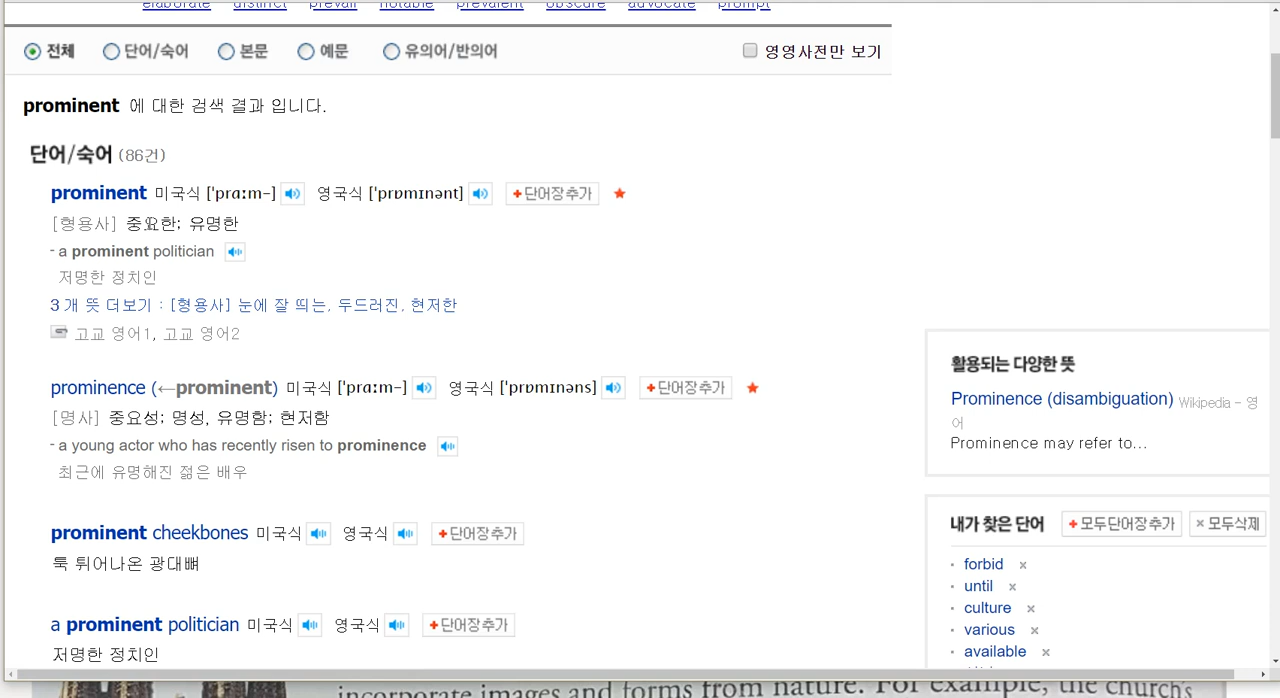 elaborate distinct prevail notable prevalent obscure advocate prompt
전체 단어/숙어 본문 예문 유의어/반의어 영영사전만 보기
prominent 에 대한 검색 결과 입니다.
단어/숙어 (86건)
prominent 미국식 [ˈprɑːm-] 영국식 [ˈprɒmɪnənt] +단어장추가
[형용사] 중요한; 유명한
- a prominent politician
저명한 정치인
3 개 뜻 더보기 : [형용사] 눈에 잘 띄는, 두드러진, 현저한
고교 영어1, 고교 영어2
prominence (←prominent) 미국식 [ˈprɑːm-] 영국식 [ˈprɒmɪnəns] +단어장추가
[명사] 중요성; 명성, 유명함; 현저함
- a young actor who has recently risen to prominence
최근에 유명해진 젊은 배우
prominent cheekbones 미국식 영국식 +단어장추가
툭 튀어나온 광대뼈
a prominent politician 미국식 영국식 +단어장추가
저명한 정치인
활용되는 다양한 뜻
Prominence (disambiguation) Wikipedia - 영
어
Prominence may refer to...
내가 찾은 단어 +모두단어장추가 ×모두삭제
· forbid ×
· until ×
· culture ×
· various ×
· available ×
incorporate images and forms from nature. For example, the church's